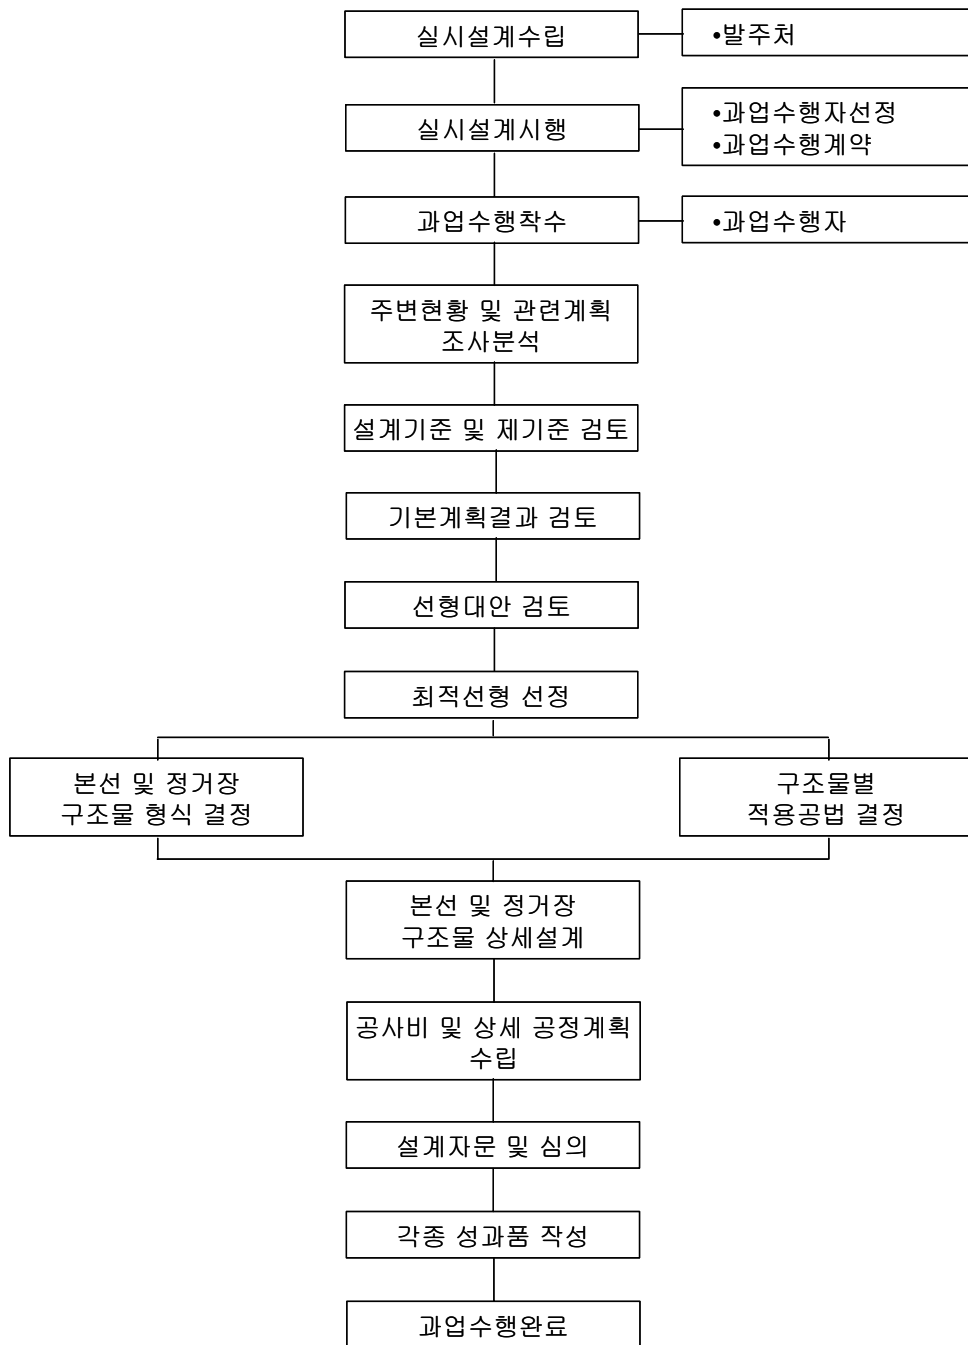 실시설계수립
•발주처
실시설계시행
•과업수행자선정
•과업수행계약
과업수행착수
•과업수행자
주변현황 및 관련계획
조사분석
설계기준 및 제기준 검토
기본계획결과 검토
선형대안 검토
최적선형 선정
본선 및 정거장
구조물 형식 결정
구조물별
적용공법 결정
본선 및 정거장
구조물 상세설계
공사비 및 상세 공정계획
수립
설계자문 및 심의
각종 성과품 작성
과업수행완료